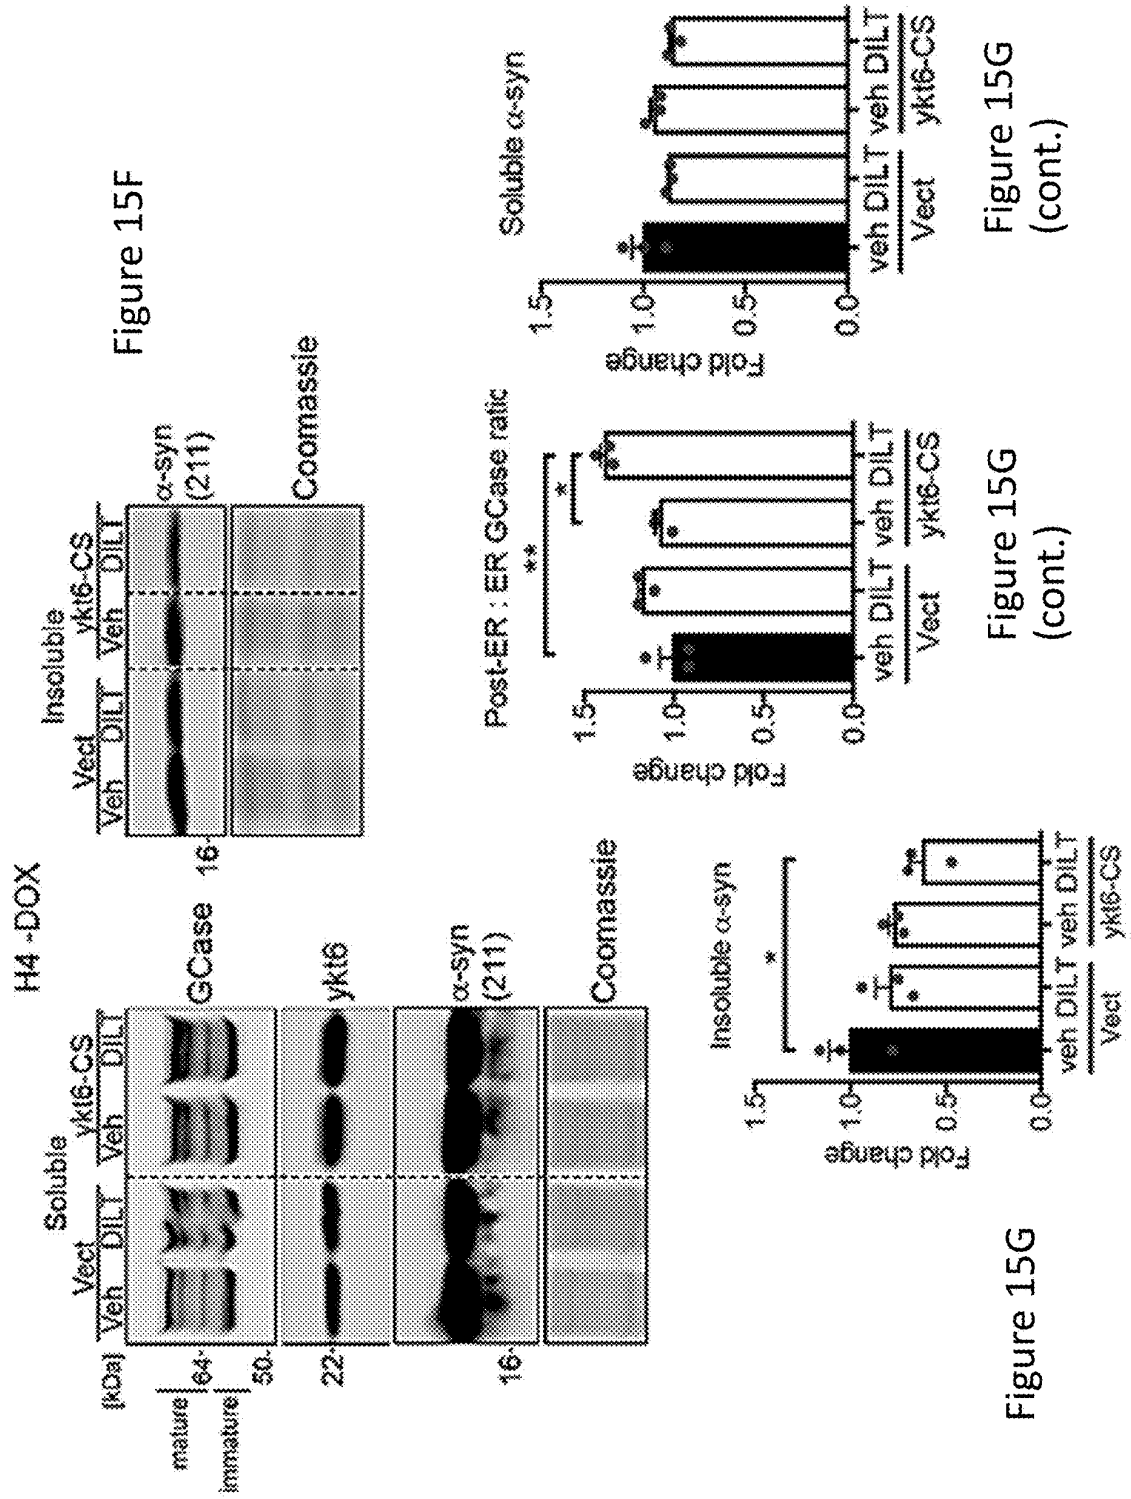 H4 -DOX
Soluble
Vect ykt6-CS
[kDa] Veh DILT Veh DILT
mature
64-
immature
50-
GCase
22-
ykt6
16-
α-syn
(211)
Coomassie
Insoluble
Vect ykt6-CS
Veh DILT Veh DILT
16-
α-syn
(211)
Coomassie
Figure 15F
Insoluble α-syn
*
Fold change
1.5
1.0
0.5
0.0
veh DILT veh DILT
Vect ykt6-CS
Figure 15G
Post-ER : ER GCase ratic
**
*
Fold change
1.5
1.0
0.5
0.0
veh DILT veh DILT
Vect ykt6-CS
Figure 15G
(cont.)
Soluble α-syn
Fold change
1.5
1.0
0.5
0.0
veh DILT veh DILT
Vect ykt6-CS
Figure 15G
(cont.)